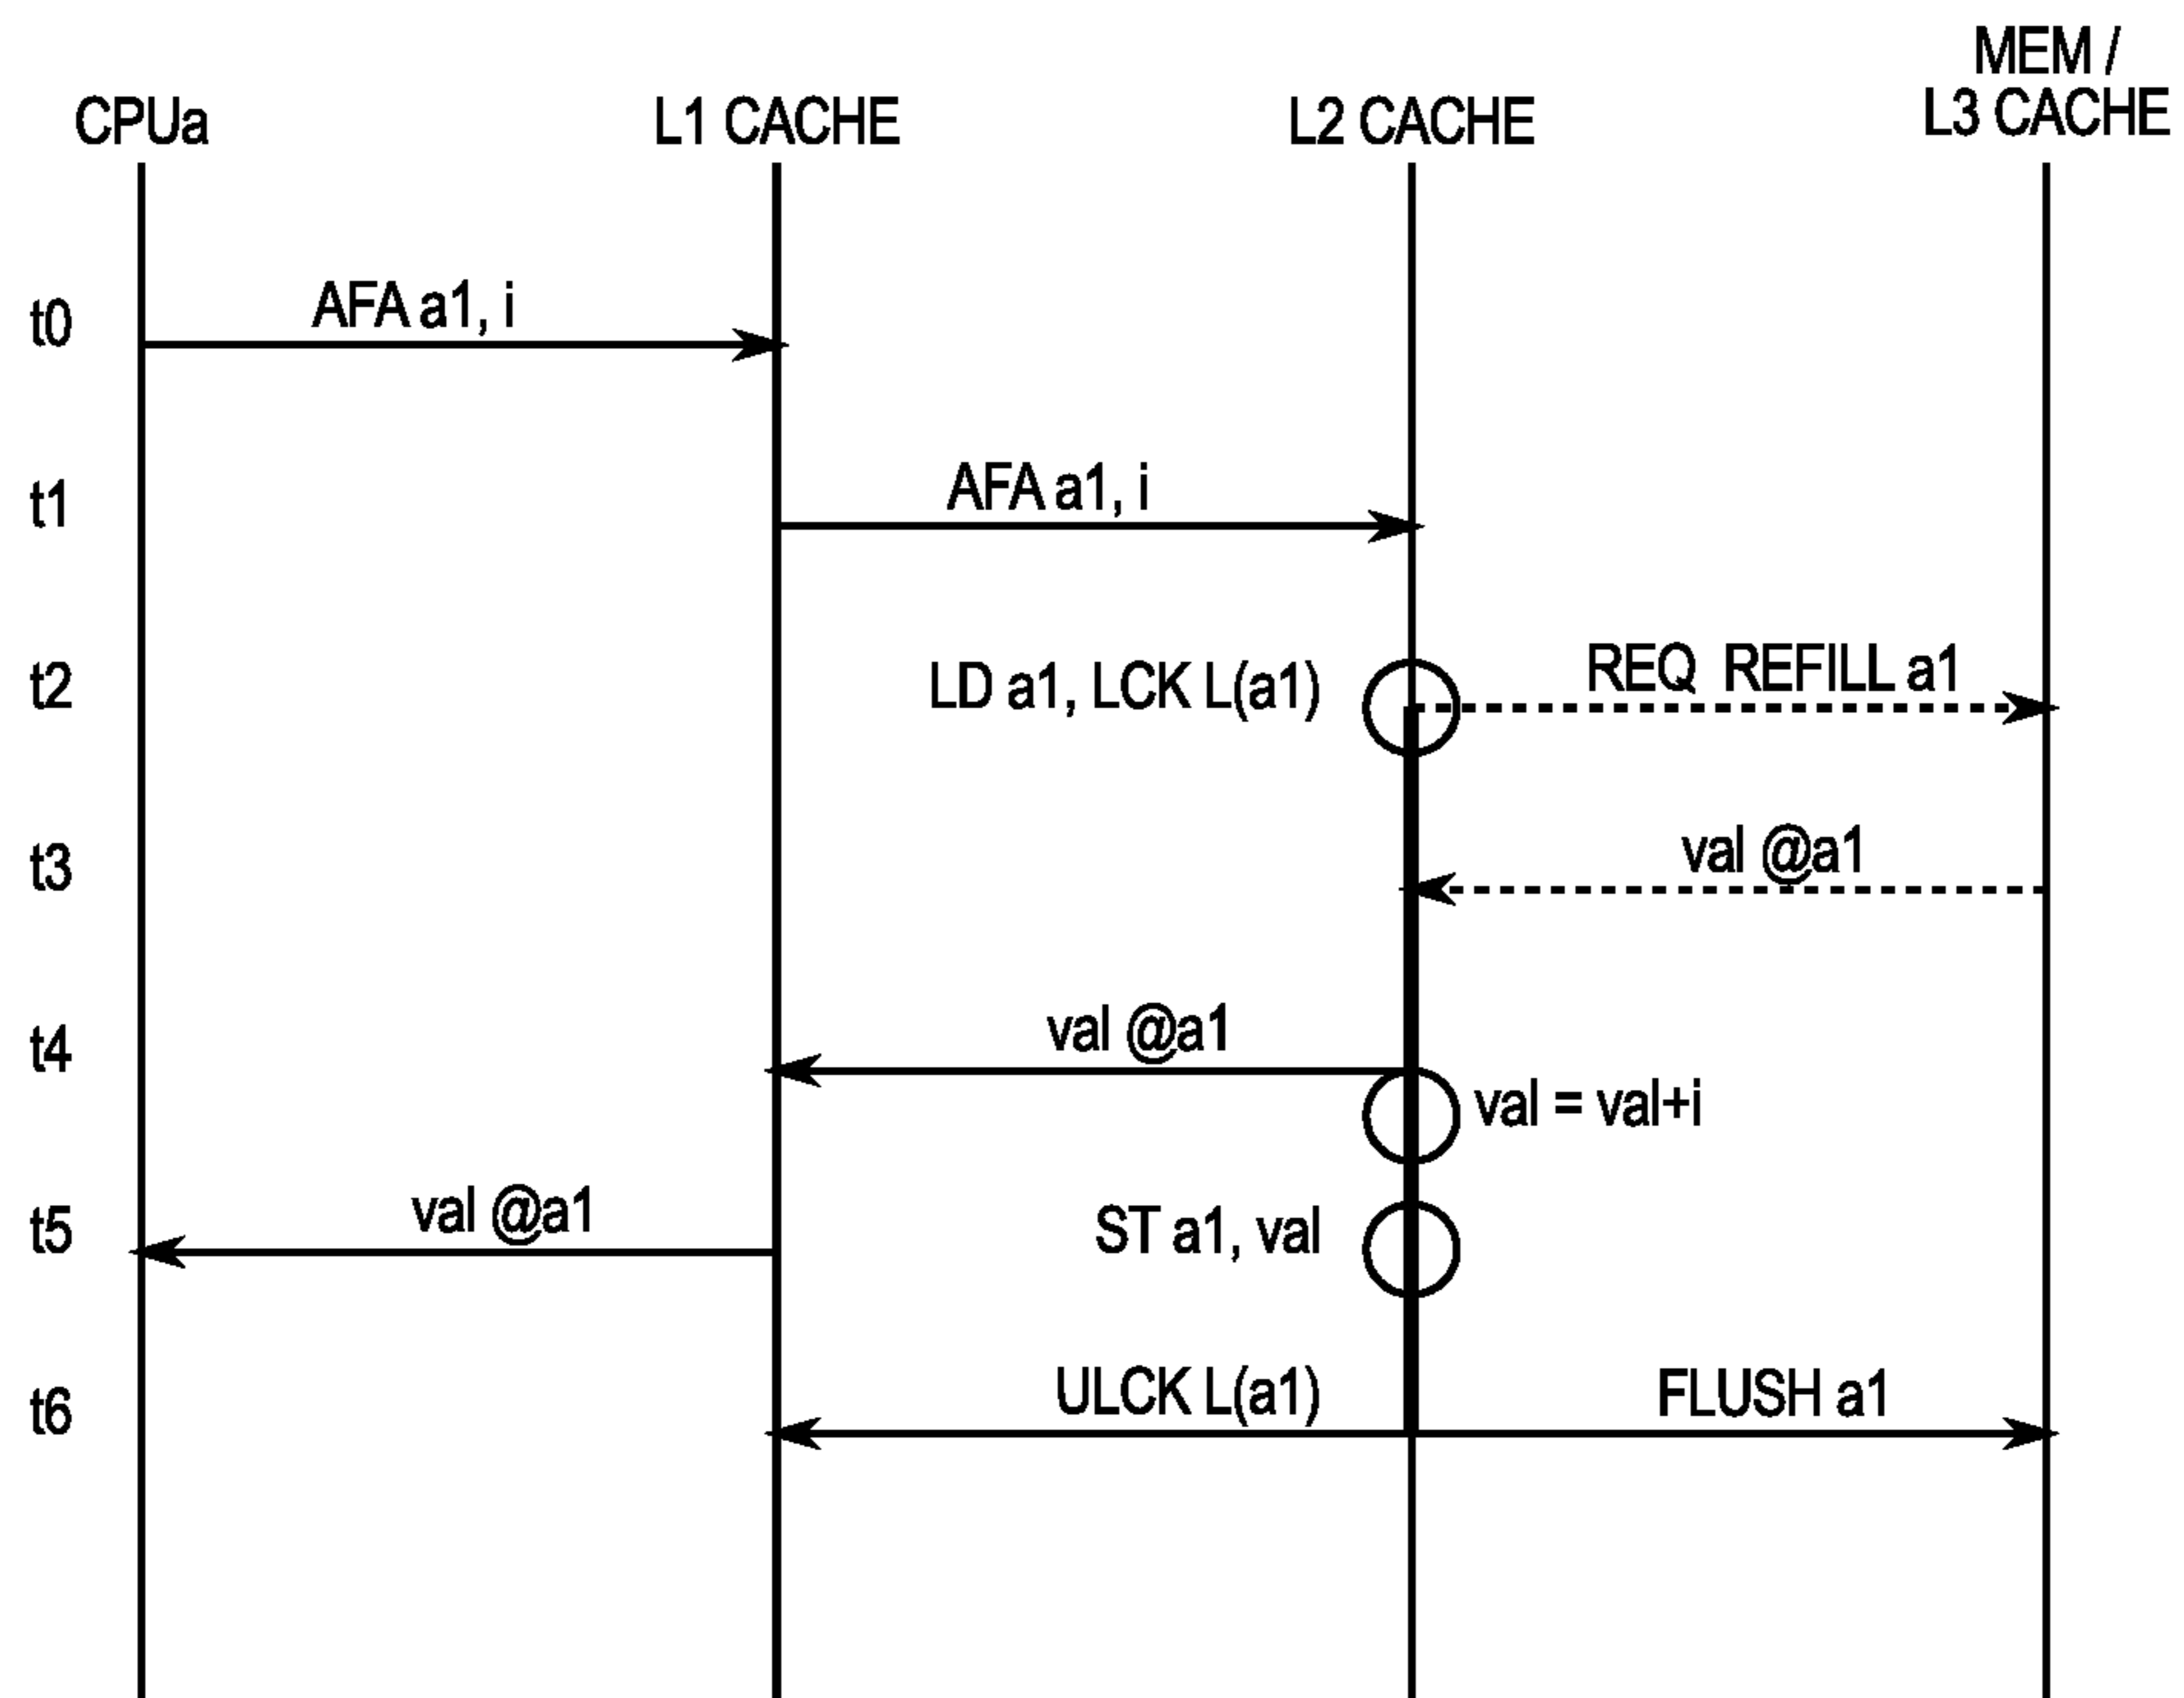 MEM /
CPUa L1 CACHE L2 CACHE L3 CACHE
t0 AFA a1, i
t1 AFA a1, i
t2 LD a1, LCK L(a1) REQ REFILL a1
t3 val @a1
t4 val @a1
val = val+i
t5 val @a1 ST a1, val
t6 ULCK L(a1) FLUSH a1